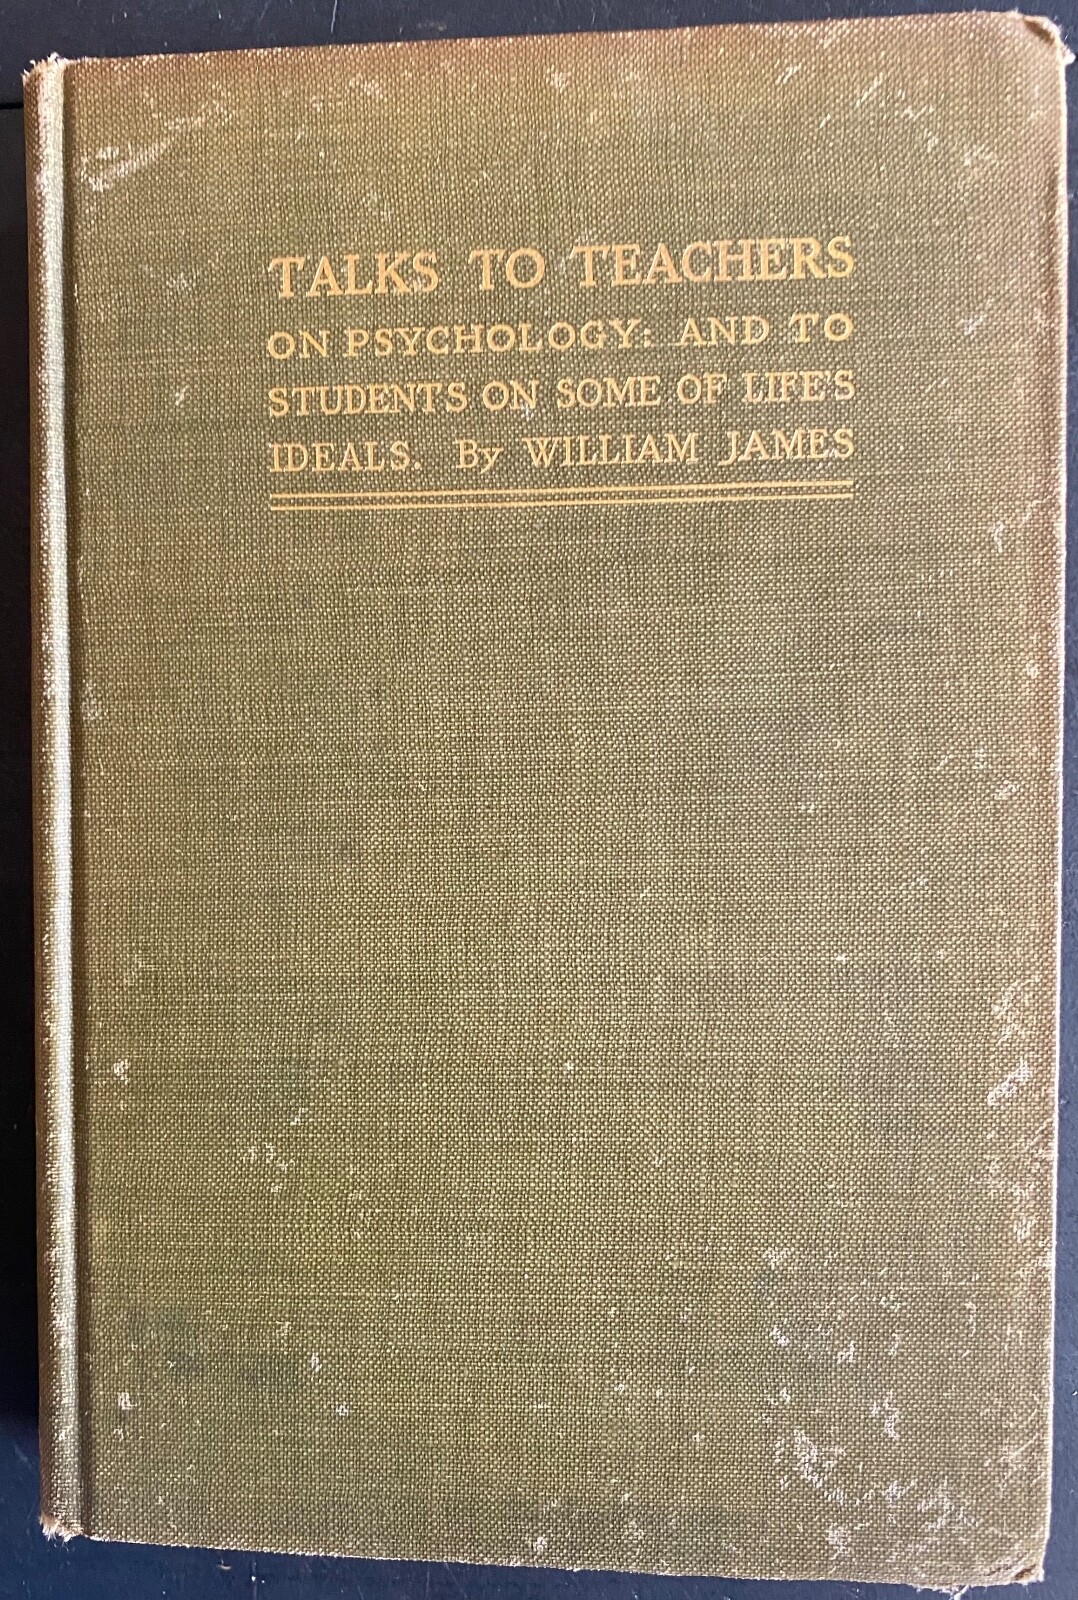 TALKS TO TEACHERS
ON PSYCHOLOGY: AND TO
STUDENTS ON SOME OF LIFE'S
IDEALS. By WILLIAM JAMES